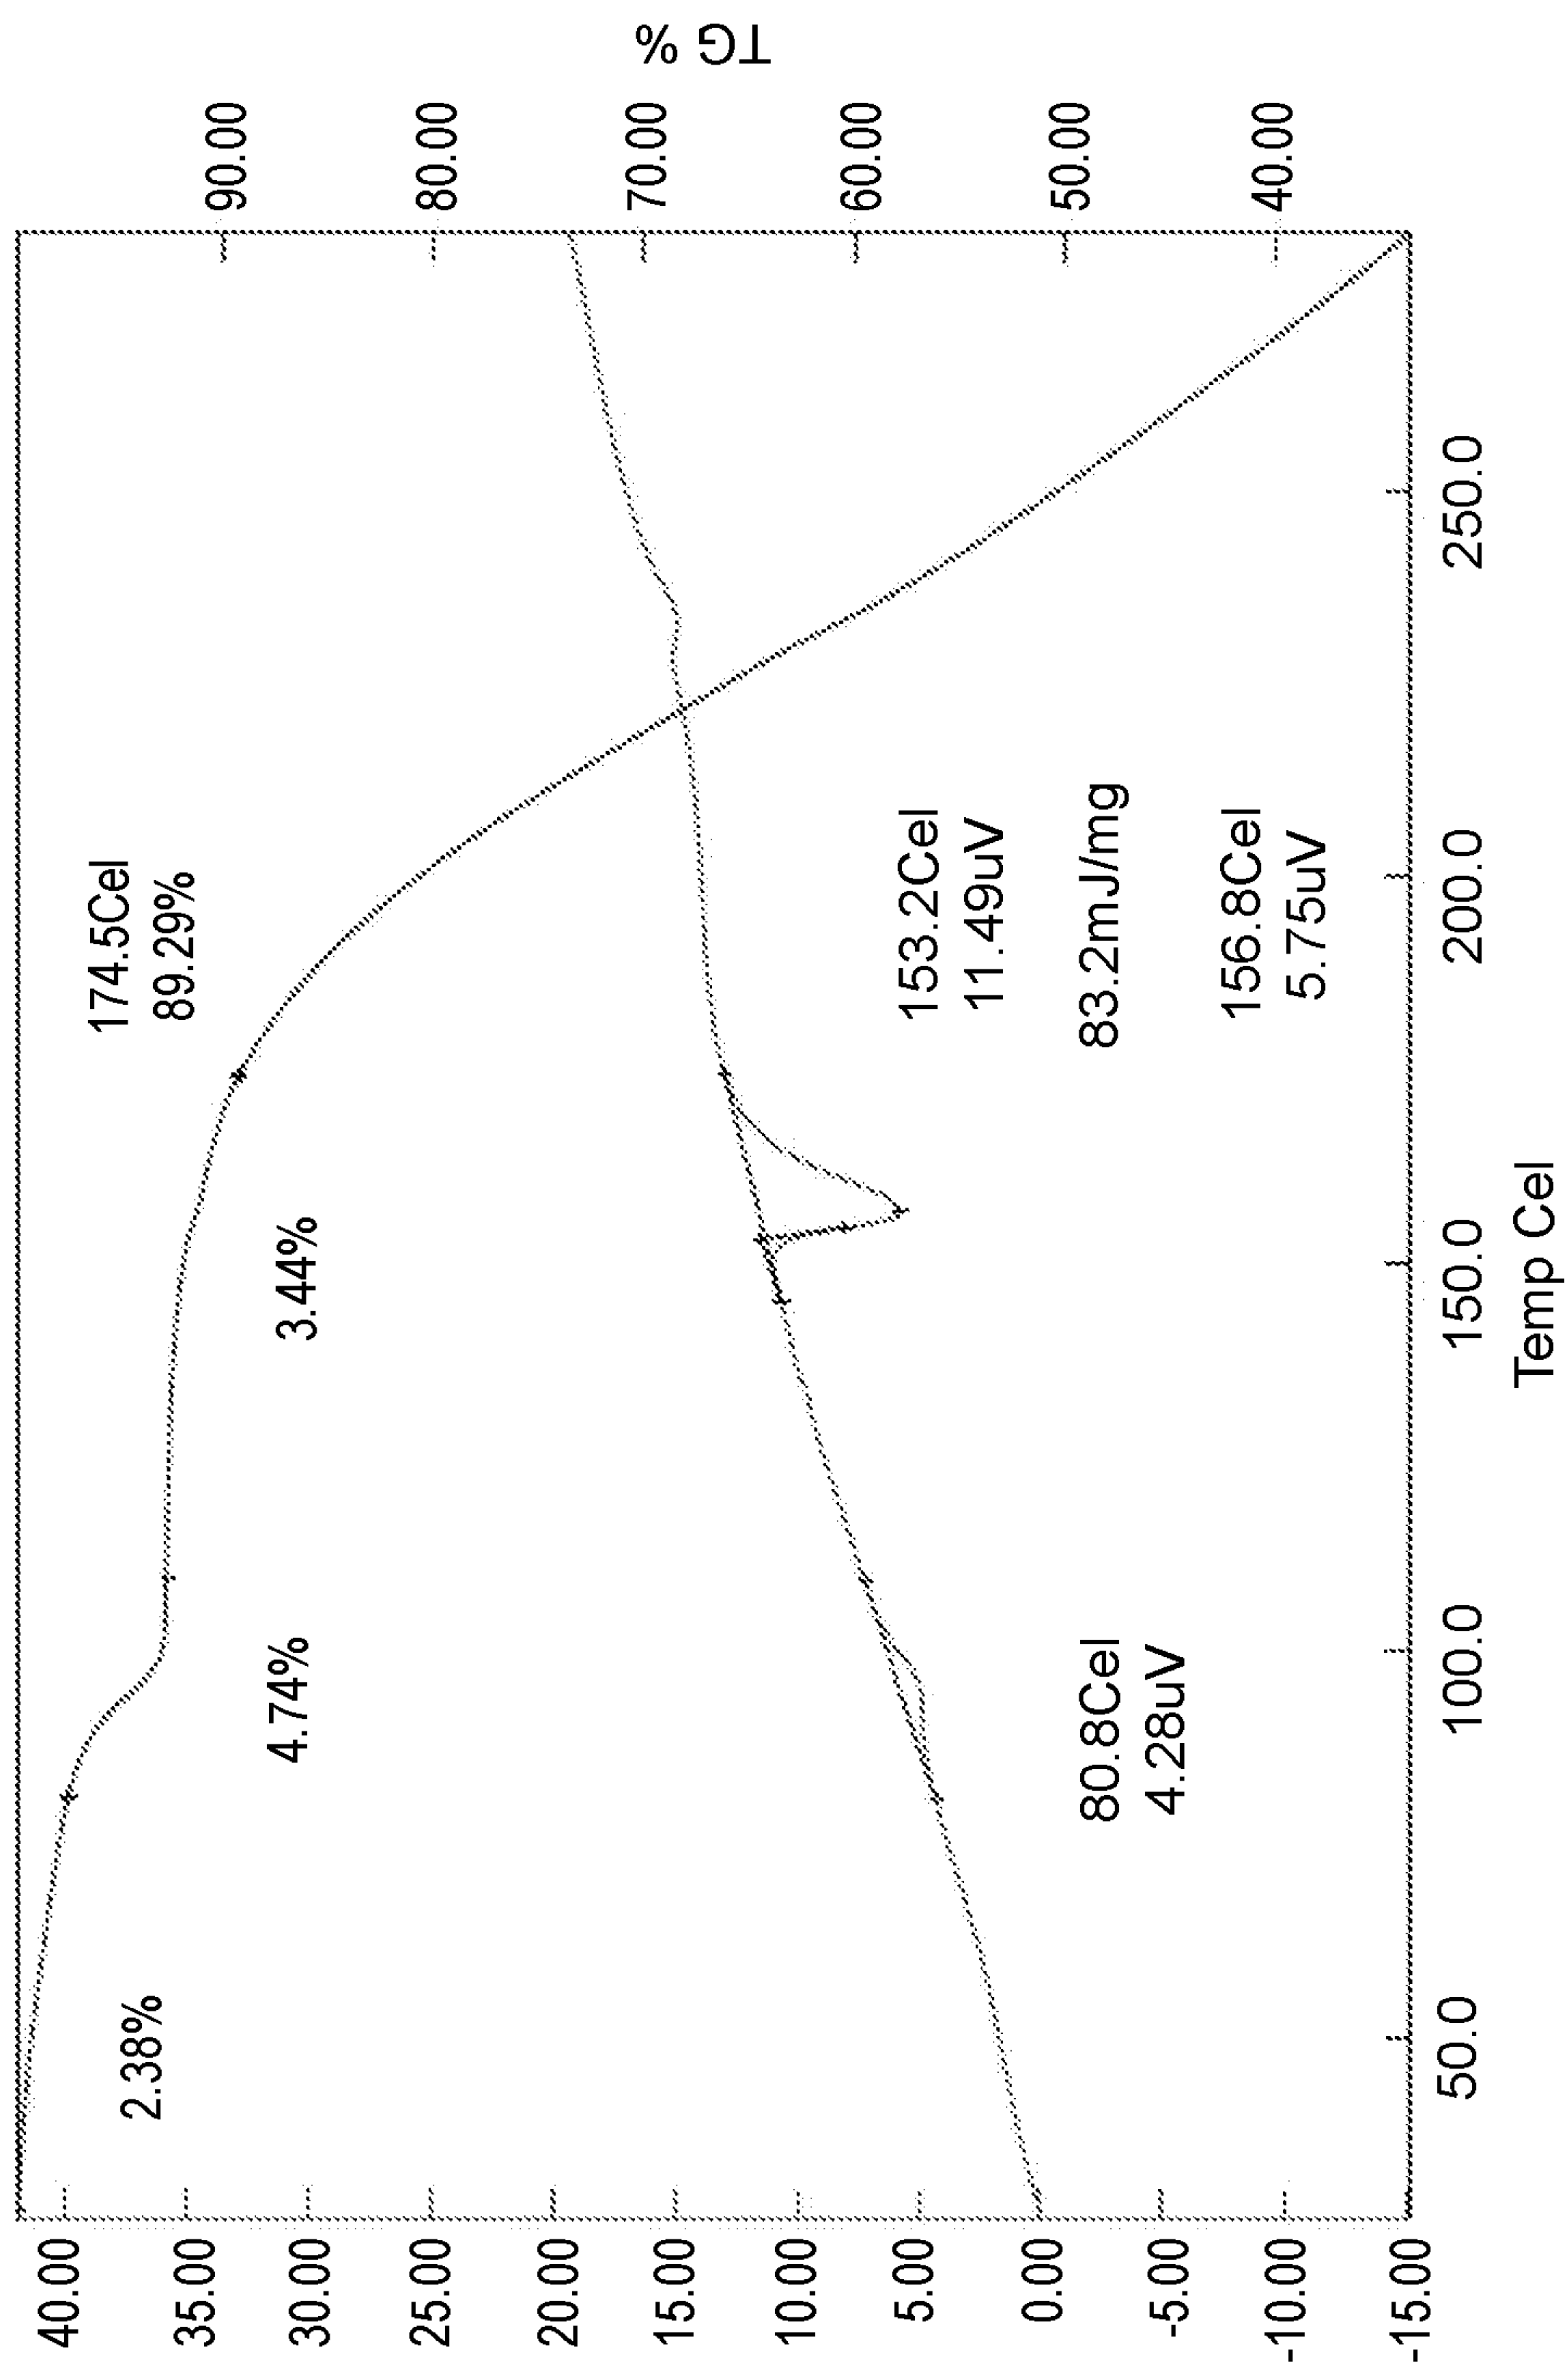 40.00
35.00
30.00
25.00
20.00
15.00
10.00
5.00
0.00
-5.00
-10.00
-15.00
2.38%
4.74%
3.44%
174.5Cel
89.29%
80.8Cel
4.28uV
153.2Cel
11.49uV
83.2mJ/mg
156.8Cel
5.75uV
90.00
80.00
70.00
60.00
50.00
40.00
TG %
50.0
100.0
150.0
200.0
250.0
Temp Cel